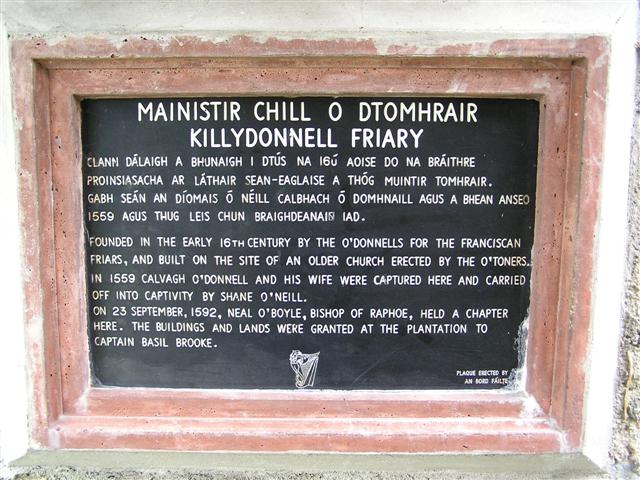 MAINISTIR CHILL Ó DTOMHRAIR
KILLYDONNELL FRIARY
CLANN DÁLAIGH A BHUNAIGH I DTÚS NA 16Ú AOISE DO NA BRÁITHRE
PROINSIASACHA AR LÁTHAIR SEAN-EAGLAISE A THÓG MUINTIR TOMHRAIR.
GABH SEÁN AN DÍOMAIS Ó NÉILL CALBHACH Ó DOMHNAILL AGUS A BHEAN ANSEO
1559 AGUS THUG LEIS CHUN BRAIGHDEANAIN IAD.
FOUNDED IN THE EARLY 16TH CENTURY BY THE O'DONNELLS FOR THE FRANCISCAN
FRIARS, AND BUILT ON THE SITE OF AN OLDER CHURCH ERECTED BY THE O'TONERS.
IN 1559 CALVAGH O'DONNELL AND HIS WIFE WERE CAPTURED HERE AND CARRIED
OFF INTO CAPTIVITY BY SHANE O'NEILL.
ON 23 SEPTEMBER, 1592, NEAL O'BOYLE, BISHOP OF RAPHOE, HELD A CHAPTER
HERE. THE BUILDINGS AND LANDS WERE GRANTED AT THE PLANTATION TO
CAPTAIN BASIL BROOKE.
PLAQUE ERECTED BY
AN BORD FÁILTE